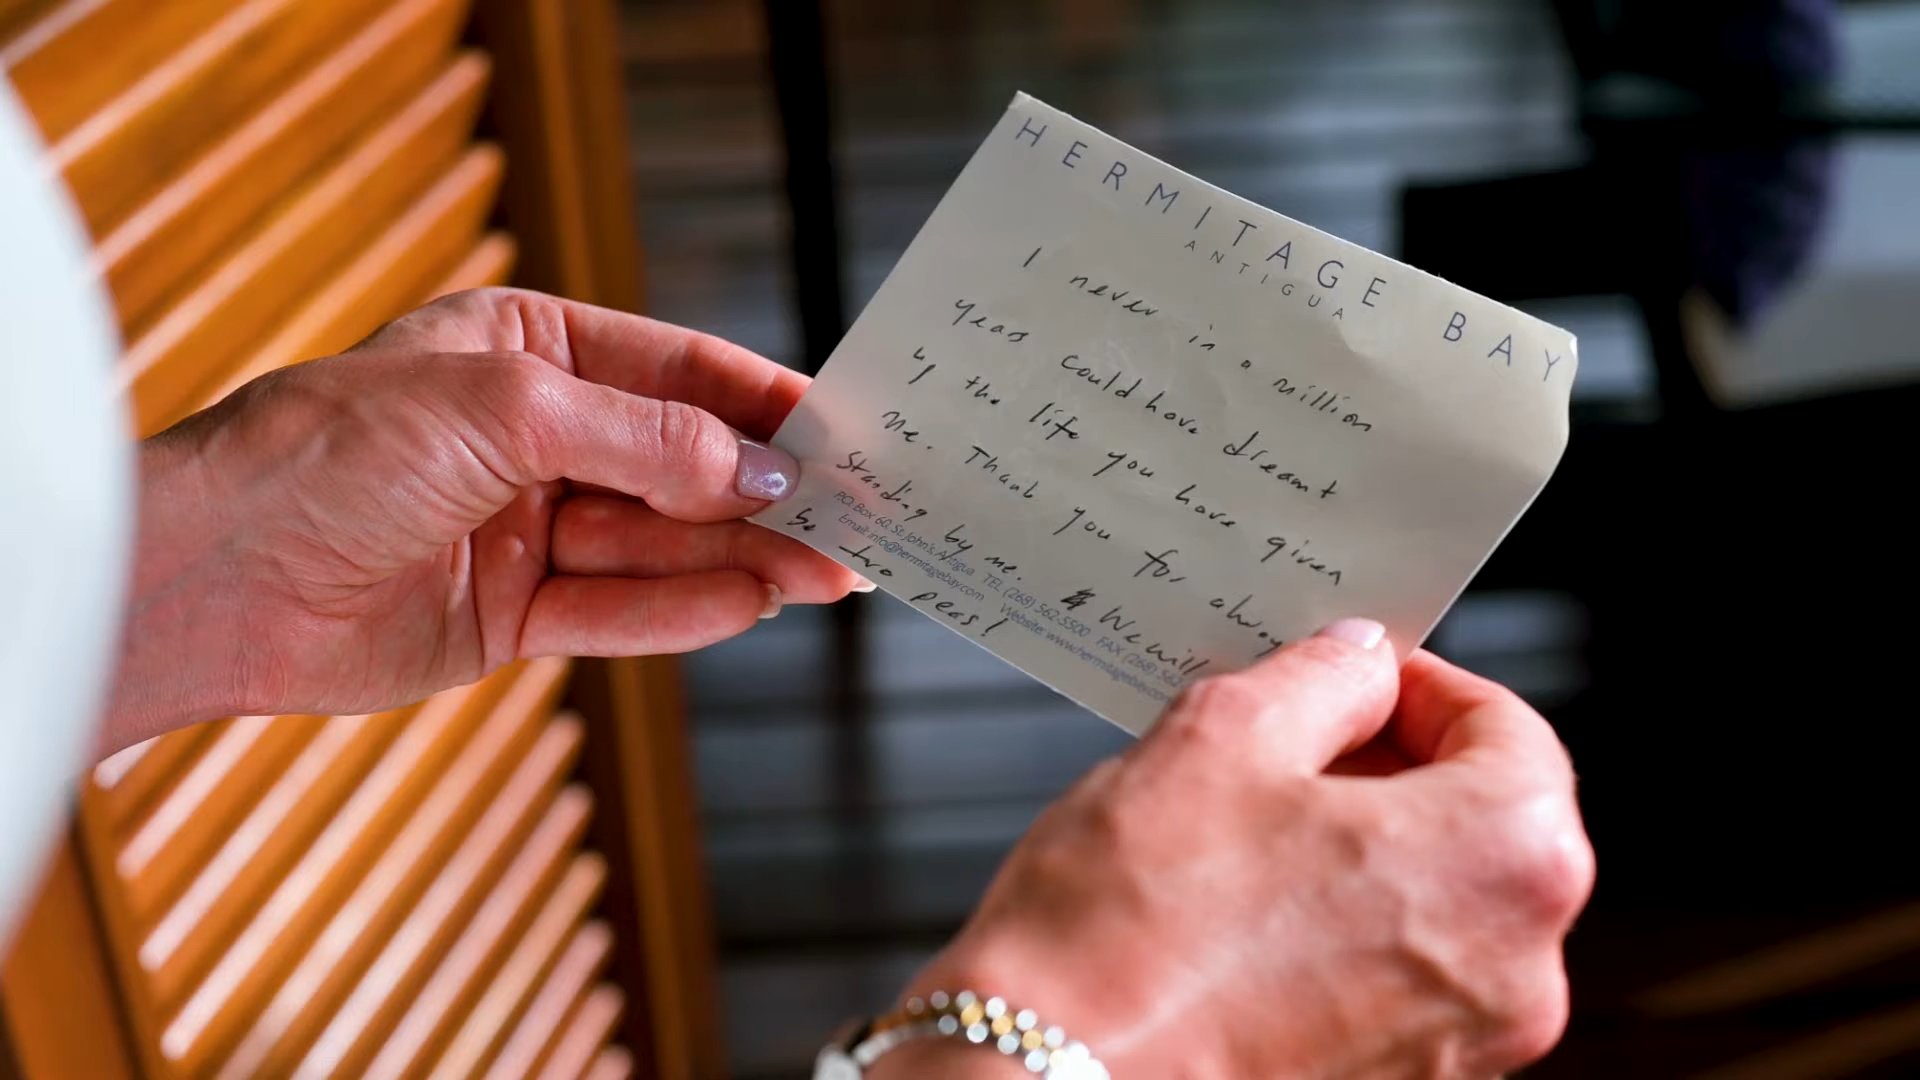 HERMITAGE BAY
ANTIGUA
I never in a million
years could have dreamt
of the life you have given
me. Thank you for always
Standing by me. We will
be two peas!
P.O. Box 60, St. John's, Antigua TEL (268) 562-5500 FAX (268) 562
Email: info@hermitagebay.com Website: www.hermitagebay.com